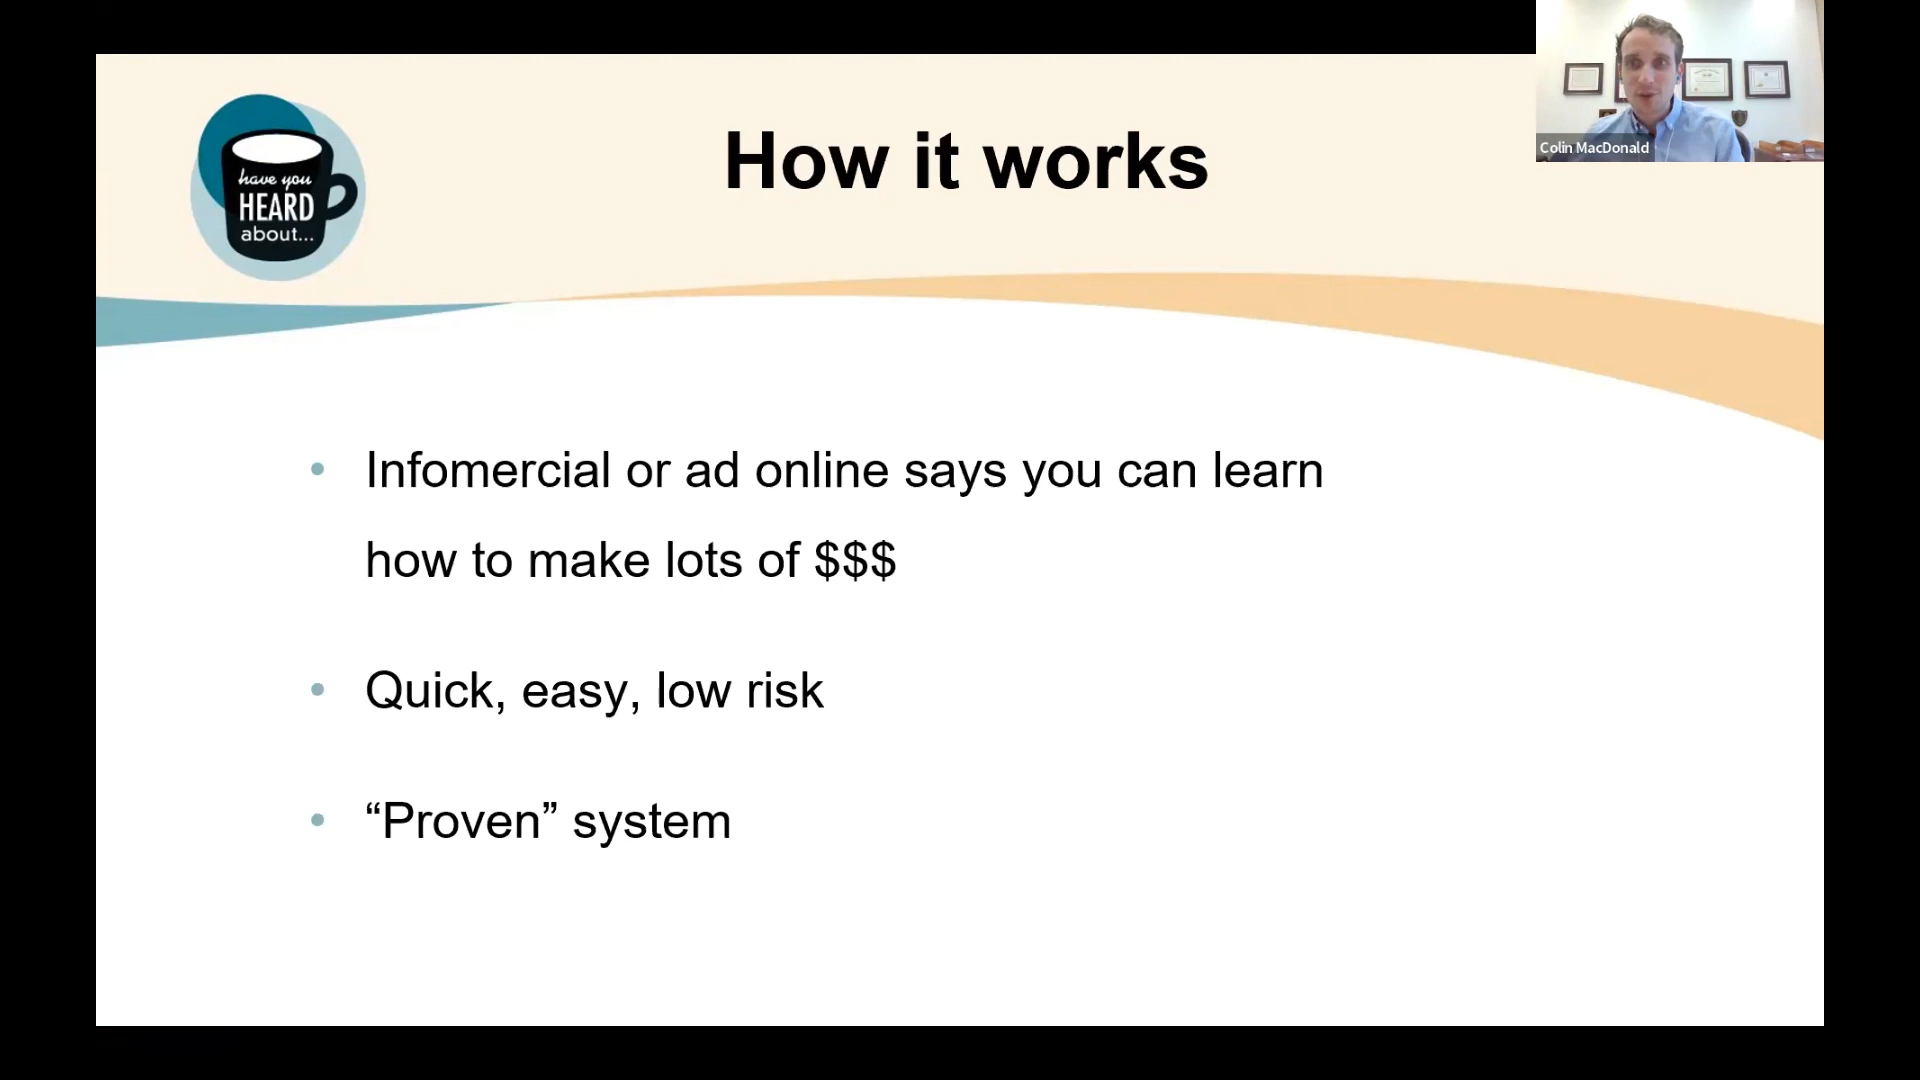 have you
HEARD
about...
How it works
Colin MacDonald
• Infomercial or ad online says you can learn
how to make lots of $$$
• Quick, easy, low risk
• “Proven” system